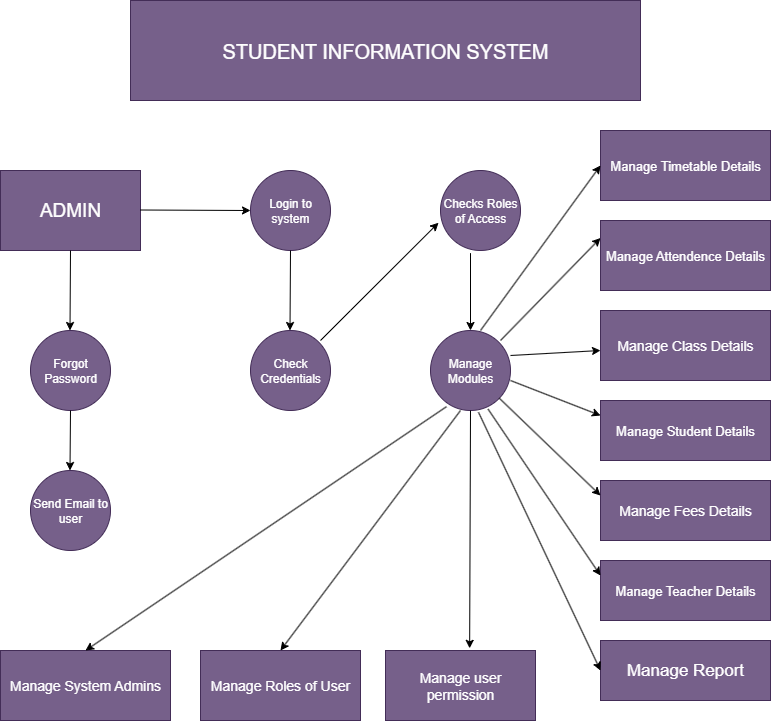 STUDENT INFORMATION SYSTEM
ADMIN
Login to
system
Checks Roles
of Access
Manage Timetable Details
Manage Attendence Details
Forgot
Password
Check
Credentials
Manage
Modules
Manage Class Details
Manage Student Details
Send Email to
user
Manage Fees Details
Manage Teacher Details
Manage Report
Manage System Admins
Manage Roles of User
Manage user
permission